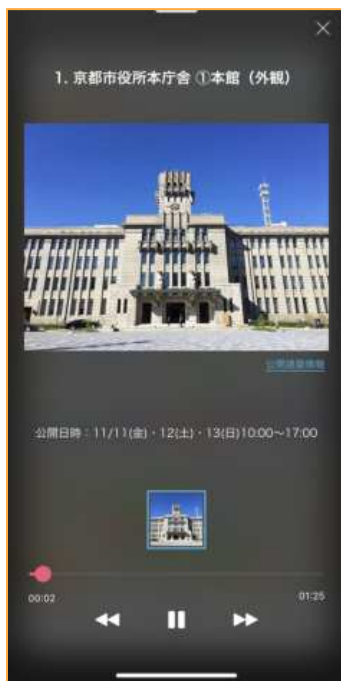 1. 京都市役所本庁舎 ①本館（外観）
公開建築情報
公開日時：11/11(金)・12(土)・13(日)10:00～17:00
00:02
01:25